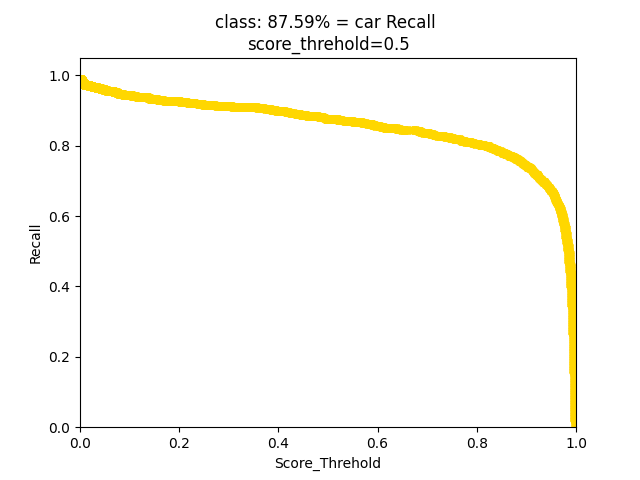 class: 87.59% = car Recall
score_threhold=0.5
1.0
0.8
0.6
0.4
0.2
0.0
Recall
0.0 0.2 0.4 0.6 0.8 1.0
Score_Threhold